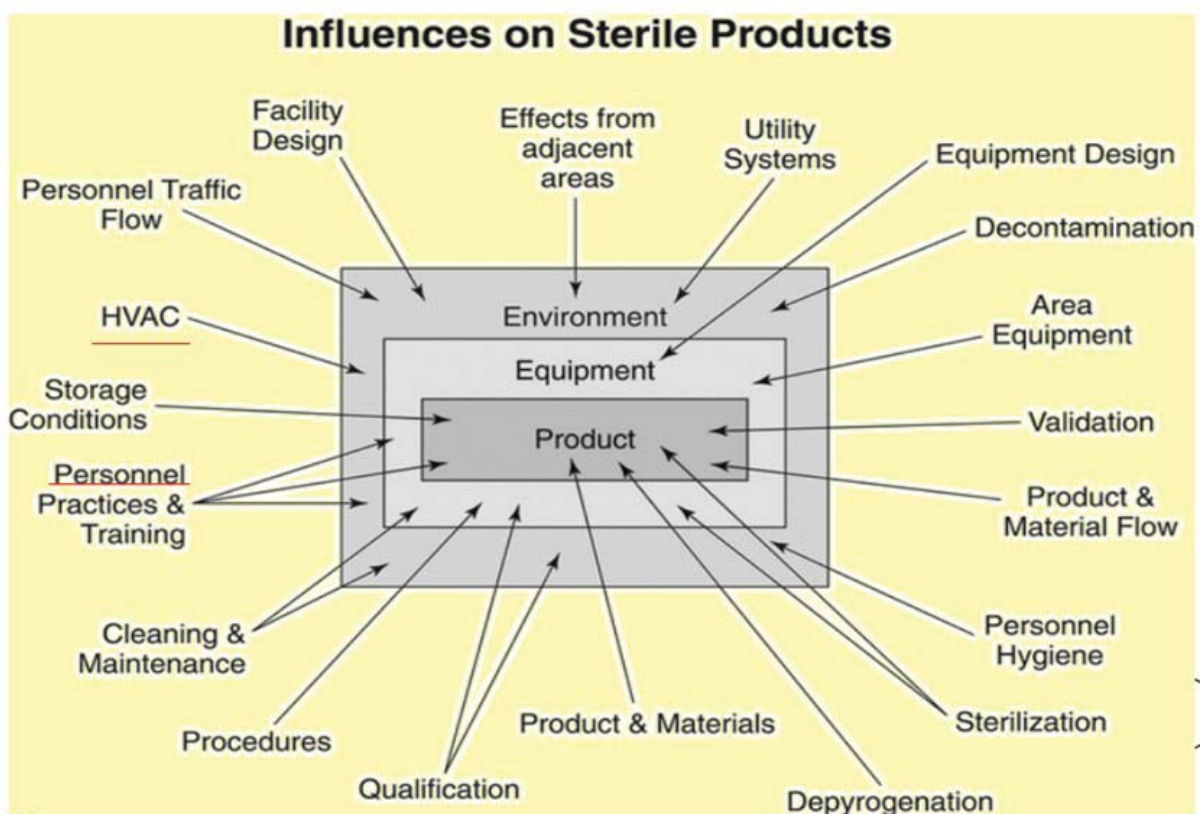 Influences on Sterile Products
Facility
Design
Effects from
adjacent
areas
Utility
Systems
Equipment Design
Personnel Traffic
Flow
Decontamination
HVAC
Environment
Area
Equipment
Equipment
Storage
Conditions
Product
Validation
Personnel
Practices &
Training
Product &
Material Flow
Cleaning &
Maintenance
Personnel
Hygiene
Procedures
Product & Materials
Sterilization
Qualification
Depyrogenation